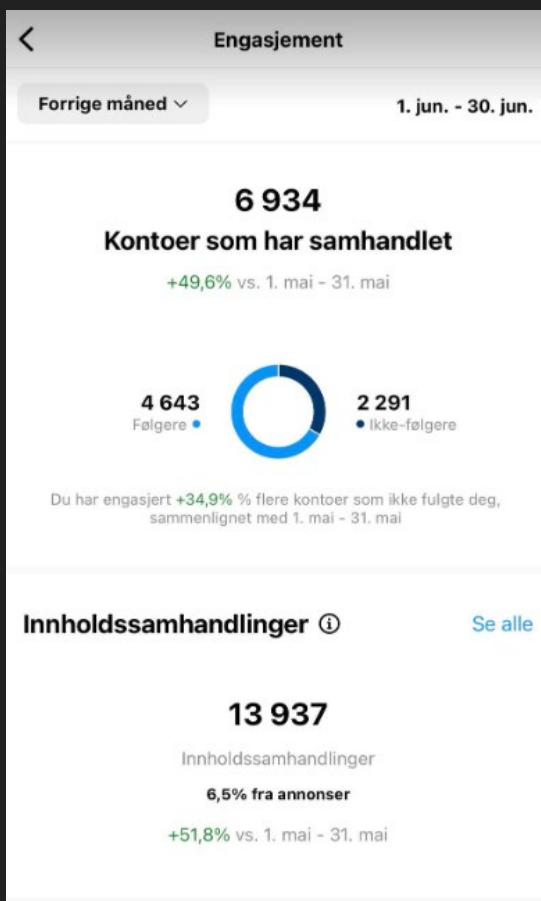 Engasjement
Forrige måned
1. jun. - 30. jun.
6 934
Kontoer som har samhandlet
+49,6% vs. 1. mai - 31. mai
4 643
Følgere
2 291
Ikke-følgere
Du har engasjert +34,9% % flere kontoer som ikke fulgte deg,
sammenlignet med 1. mai - 31. mai
Innholdssamhandlinger
Se alle
13 937
Innholdssamhandlinger
6,5% fra annonser
+51,8% vs. 1. mai - 31. mai